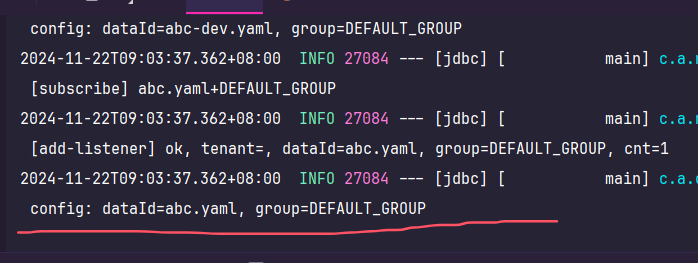 config: dataId=abc-dev.yaml, group=DEFAULT_GROUP
2024-11-22T09:03:37.362+08:00  INFO 27084 --- [jdbc] [           main] c.a.
[subscribe] abc.yaml+DEFAULT_GROUP
2024-11-22T09:03:37.362+08:00  INFO 27084 --- [jdbc] [           main] c.a.
[add-listener] ok, tenant=, dataId=abc.yaml, group=DEFAULT_GROUP, cnt=1
2024-11-22T09:03:37.362+08:00  INFO 27084 --- [jdbc] [           main] c.a.
config: dataId=abc.yaml, group=DEFAULT_GROUP